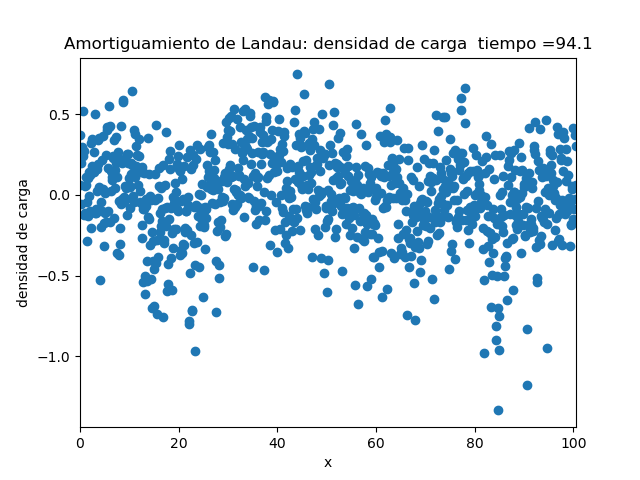 Amortiguamiento de Landau: densidad de carga  tiempo =94.1
densidad de carga
0.5
0.0
−0.5
−1.0
0 20 40 60 80 100
x